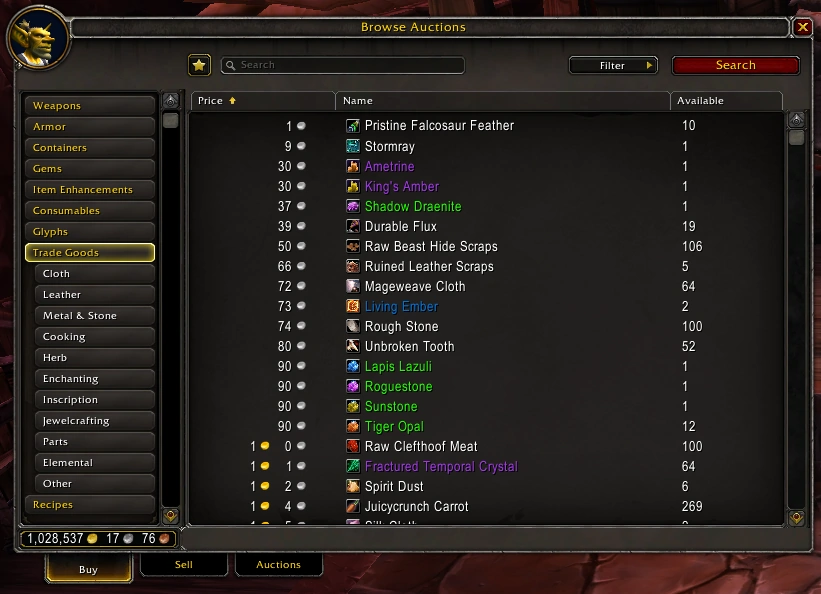 Browse Auctions
Search
Filter
Search
Weapons
Armor
Containers
Gems
Item Enhancements
Consumables
Glyphs
Trade Goods
Cloth
Leather
Metal & Stone
Cooking
Herb
Enchanting
Inscription
Jewelcrafting
Parts
Elemental
Other
Recipes
Price Name Available
1 Pristine Falcosaur Feather 10
9 Stormray 1
30 Ametrine 1
30 King's Amber 1
37 Shadow Draenite 1
39 Durable Flux 19
50 Raw Beast Hide Scraps 106
66 Ruined Leather Scraps 5
72 Mageweave Cloth 64
73 Living Ember 2
74 Rough Stone 100
80 Unbroken Tooth 52
90 Lapis Lazuli 1
90 Roguestone 1
90 Sunstone 1
90 Tiger Opal 12
1 0 Raw Clefthoof Meat 100
1 1 Fractured Temporal Crystal 64
1 2 Spirit Dust 6
1 4 Juicycrunch Carrot 269
1,028,537 17 76
Buy
Sell
Auctions